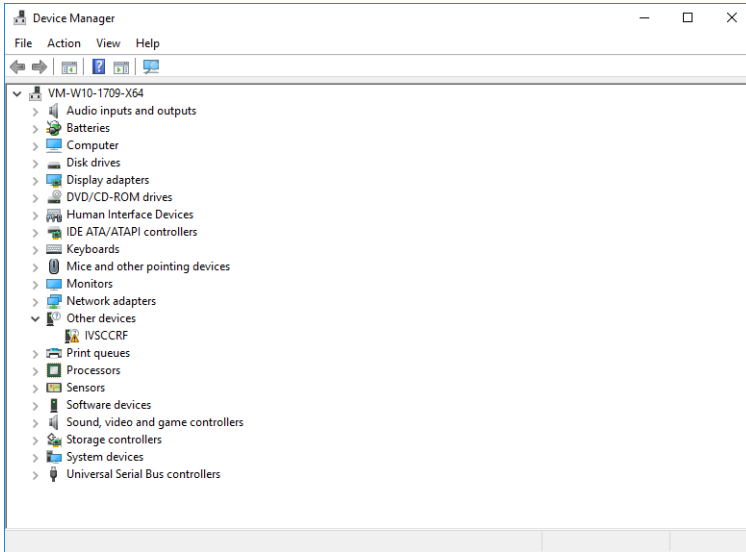 Device Manager
File Action View Help
VM-W10-1709-X64
Audio inputs and outputs
Batteries
Computer
Disk drives
Display adapters
DVD/CD-ROM drives
Human Interface Devices
IDE ATA/ATAPI controllers
Keyboards
Mice and other pointing devices
Monitors
Network adapters
Other devices
IVSCCRF
Print queues
Processors
Sensors
Software devices
Sound, video and game controllers
Storage controllers
System devices
Universal Serial Bus controllers